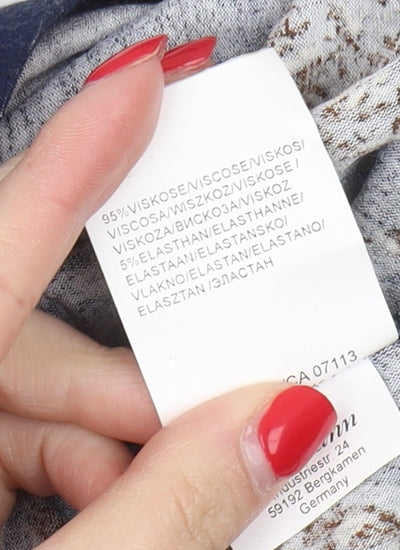 95%VISKOSE/VISCOSE/VISKOS/
VISCOSA/WISZKOZ/VISKOSE /
VISKOZA/ВИСКОЗА/VISKOZ
5%ELASTHAN/ELASTHANNE/
ELASTAAN/ELASTANSKO/
VLAKNO/ELASTAN/ELASTANO/
ELASZTAN /ЭЛАСТАН
/CA 07113
24
59192 Bergkamen
Germany